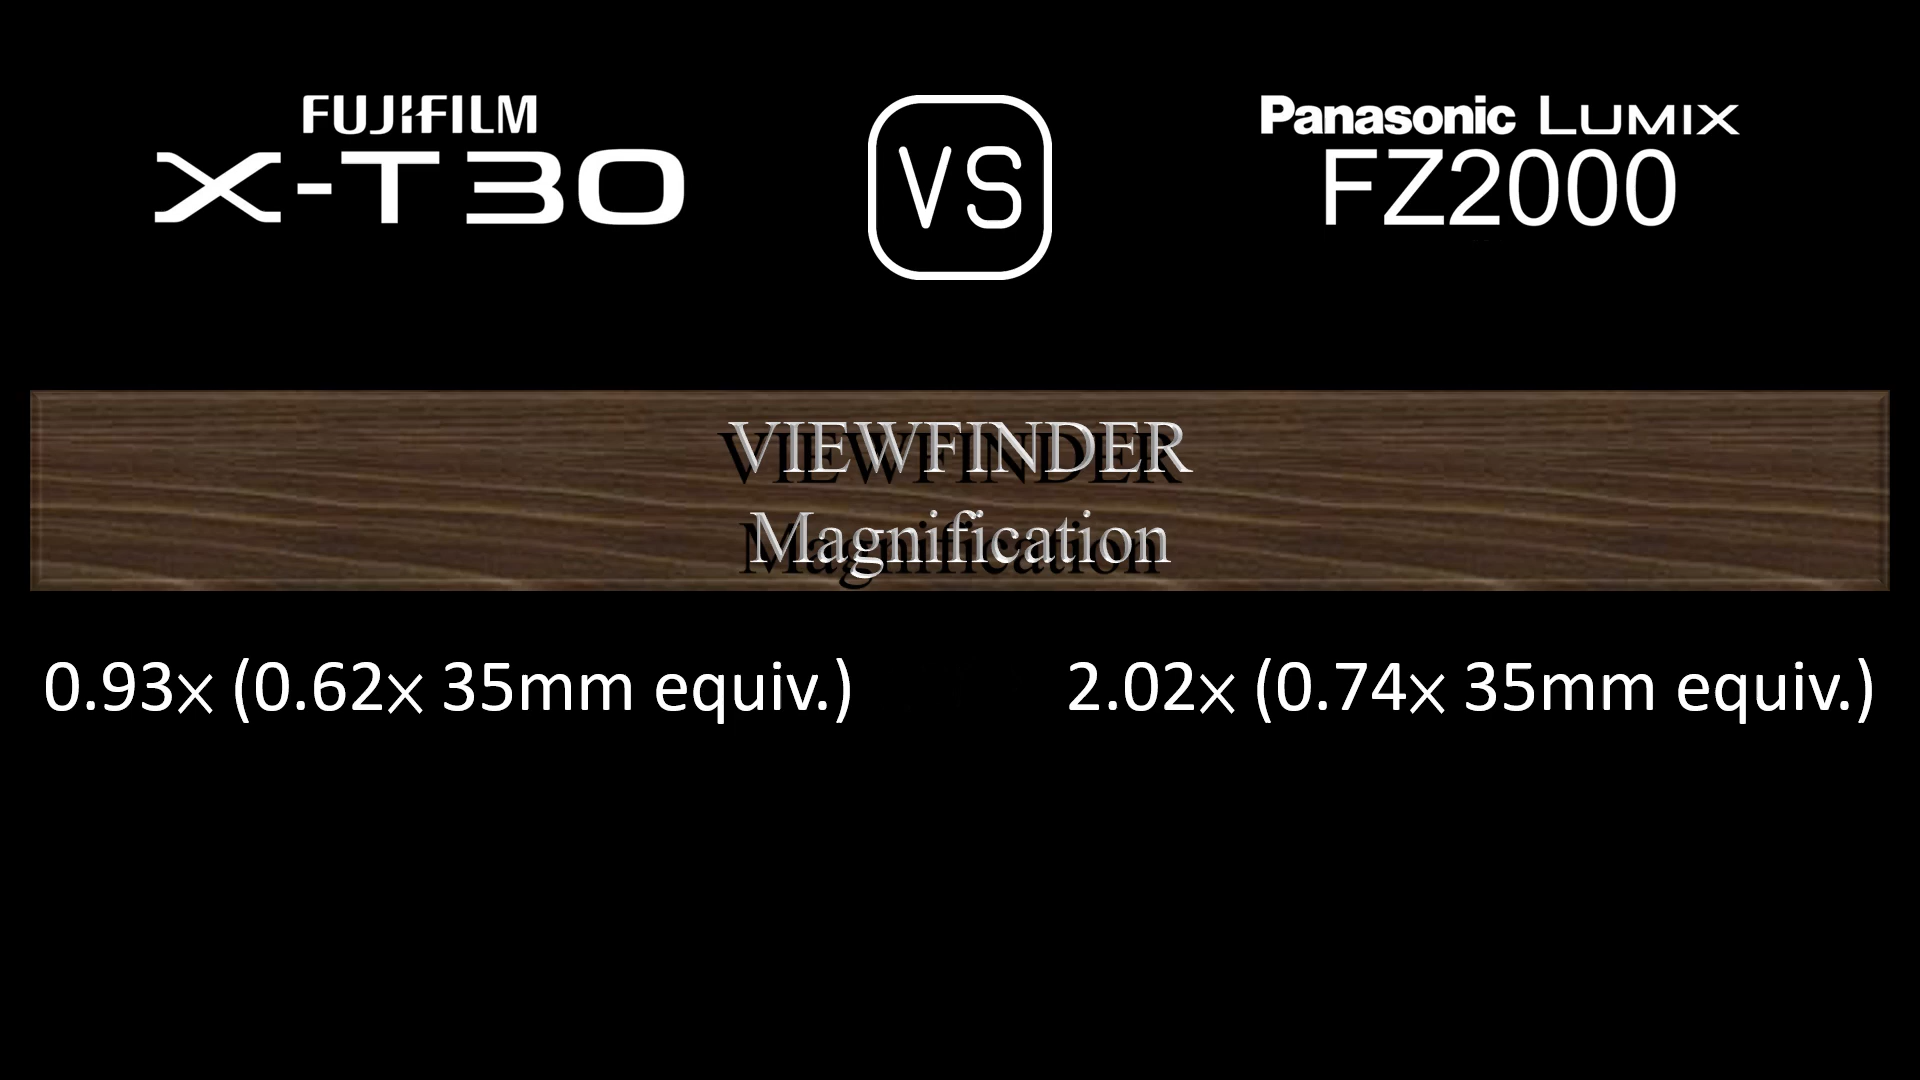 FUJIFILM
X-T30
VS
Panasonic LUMIX
FZ2000
VIEWFINDER
Magnification
0.93x (0.62x 35mm equiv.)
2.02x (0.74x 35mm equiv.)